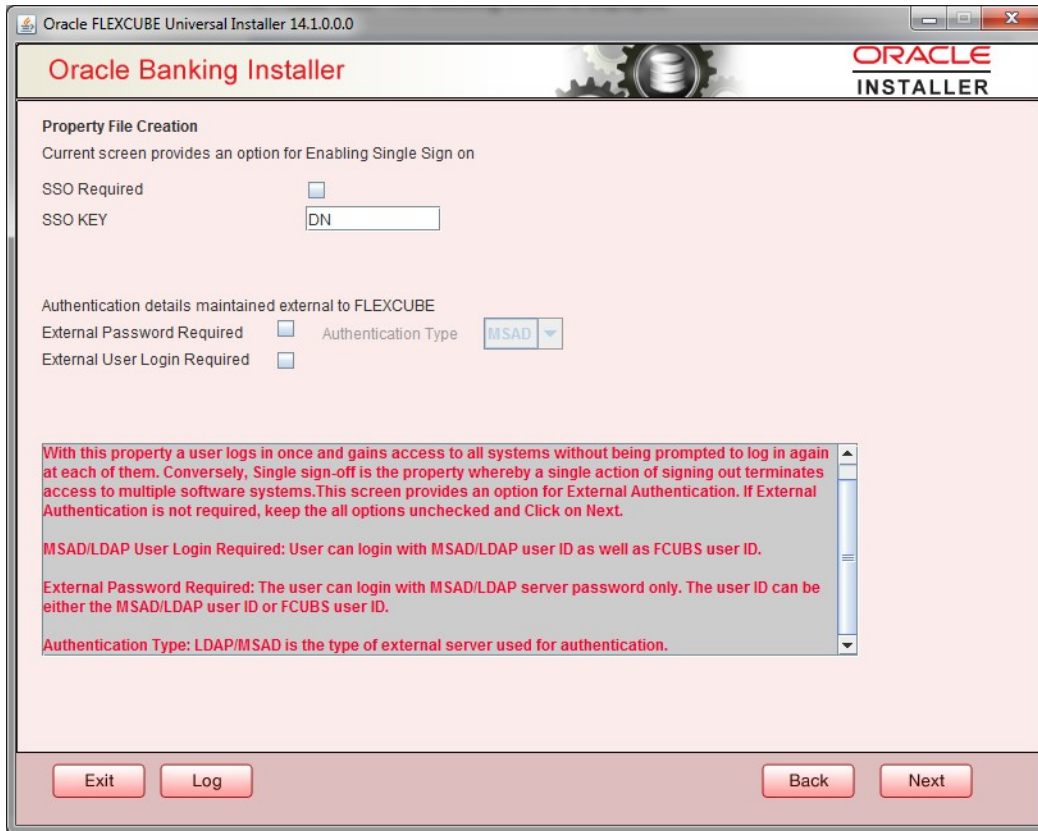 Oracle FLEXCUBE Universal Installer 14.1.0.0.0
Oracle Banking Installer
ORACLE
INSTALLER
Property File Creation
Current screen provides an option for Enabling Single Sign on
SSO Required
SSO KEY DN
Authentication details maintained external to FLEXCUBE
External Password Required Authentication Type MSAD
External User Login Required
With this property a user logs in once and gains access to all systems without being prompted to log in again
at each of them. Conversely, Single sign-off is the property whereby a single action of signing out terminates
access to multiple software systems.This screen provides an option for External Authentication. If External
Authentication is not required, keep the all options unchecked and Click on Next.
MSAD/LDAP User Login Required: User can login with MSAD/LDAP user ID as well as FCUBS user ID.
External Password Required: The user can login with MSAD/LDAP server password only. The user ID can be
either the MSAD/LDAP user ID or FCUBS user ID.
Authentication Type: LDAP/MSAD is the type of external server used for authentication.
Exit Log Back Next